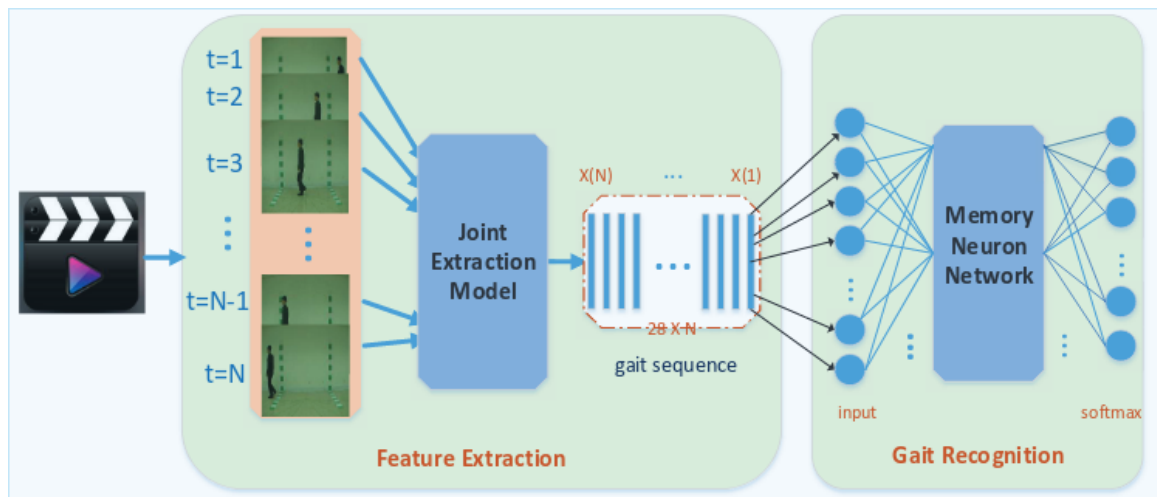 t=1
t=2
t=3
t=N-1
t=N
Joint
Extraction
Model
X(N)
...
X(1)
28 X N
gait sequence
Feature Extraction
input
Memory
Neuron
Network
softmax
Gait Recognition